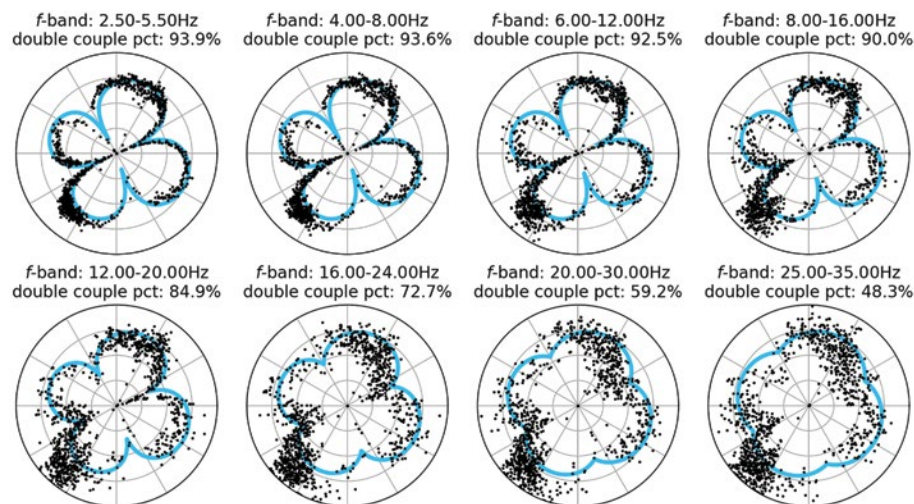 f-band: 2.50-5.50Hz
double couple pct: 93.9%
f-band: 4.00-8.00Hz
double couple pct: 93.6%
f-band: 6.00-12.00Hz
double couple pct: 92.5%
f-band: 8.00-16.00Hz
double couple pct: 90.0%
f-band: 12.00-20.00Hz
double couple pct: 84.9%
f-band: 16.00-24.00Hz
double couple pct: 72.7%
f-band: 20.00-30.00Hz
double couple pct: 59.2%
f-band: 25.00-35.00Hz
double couple pct: 48.3%